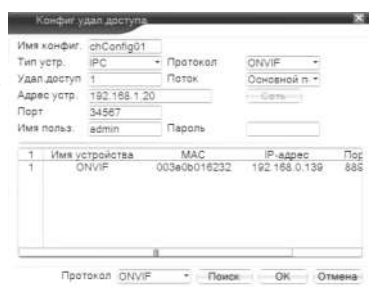 Конфиг удал.доступа
Имя конфиг. chConfig01
Тип устр. IPC Протокол ONVIF
Удал.доступ 1 Поток Основной п
Адрес устр. 192.168.1.20 Сеть
Порт 34567
Имя польз. admin Пароль
1 Имя устройства MAC IP-адрес Пор
1 ONVIF 003e0b016232 192.168.0.139 889
Протокол ONVIF Поиск OK Отмена